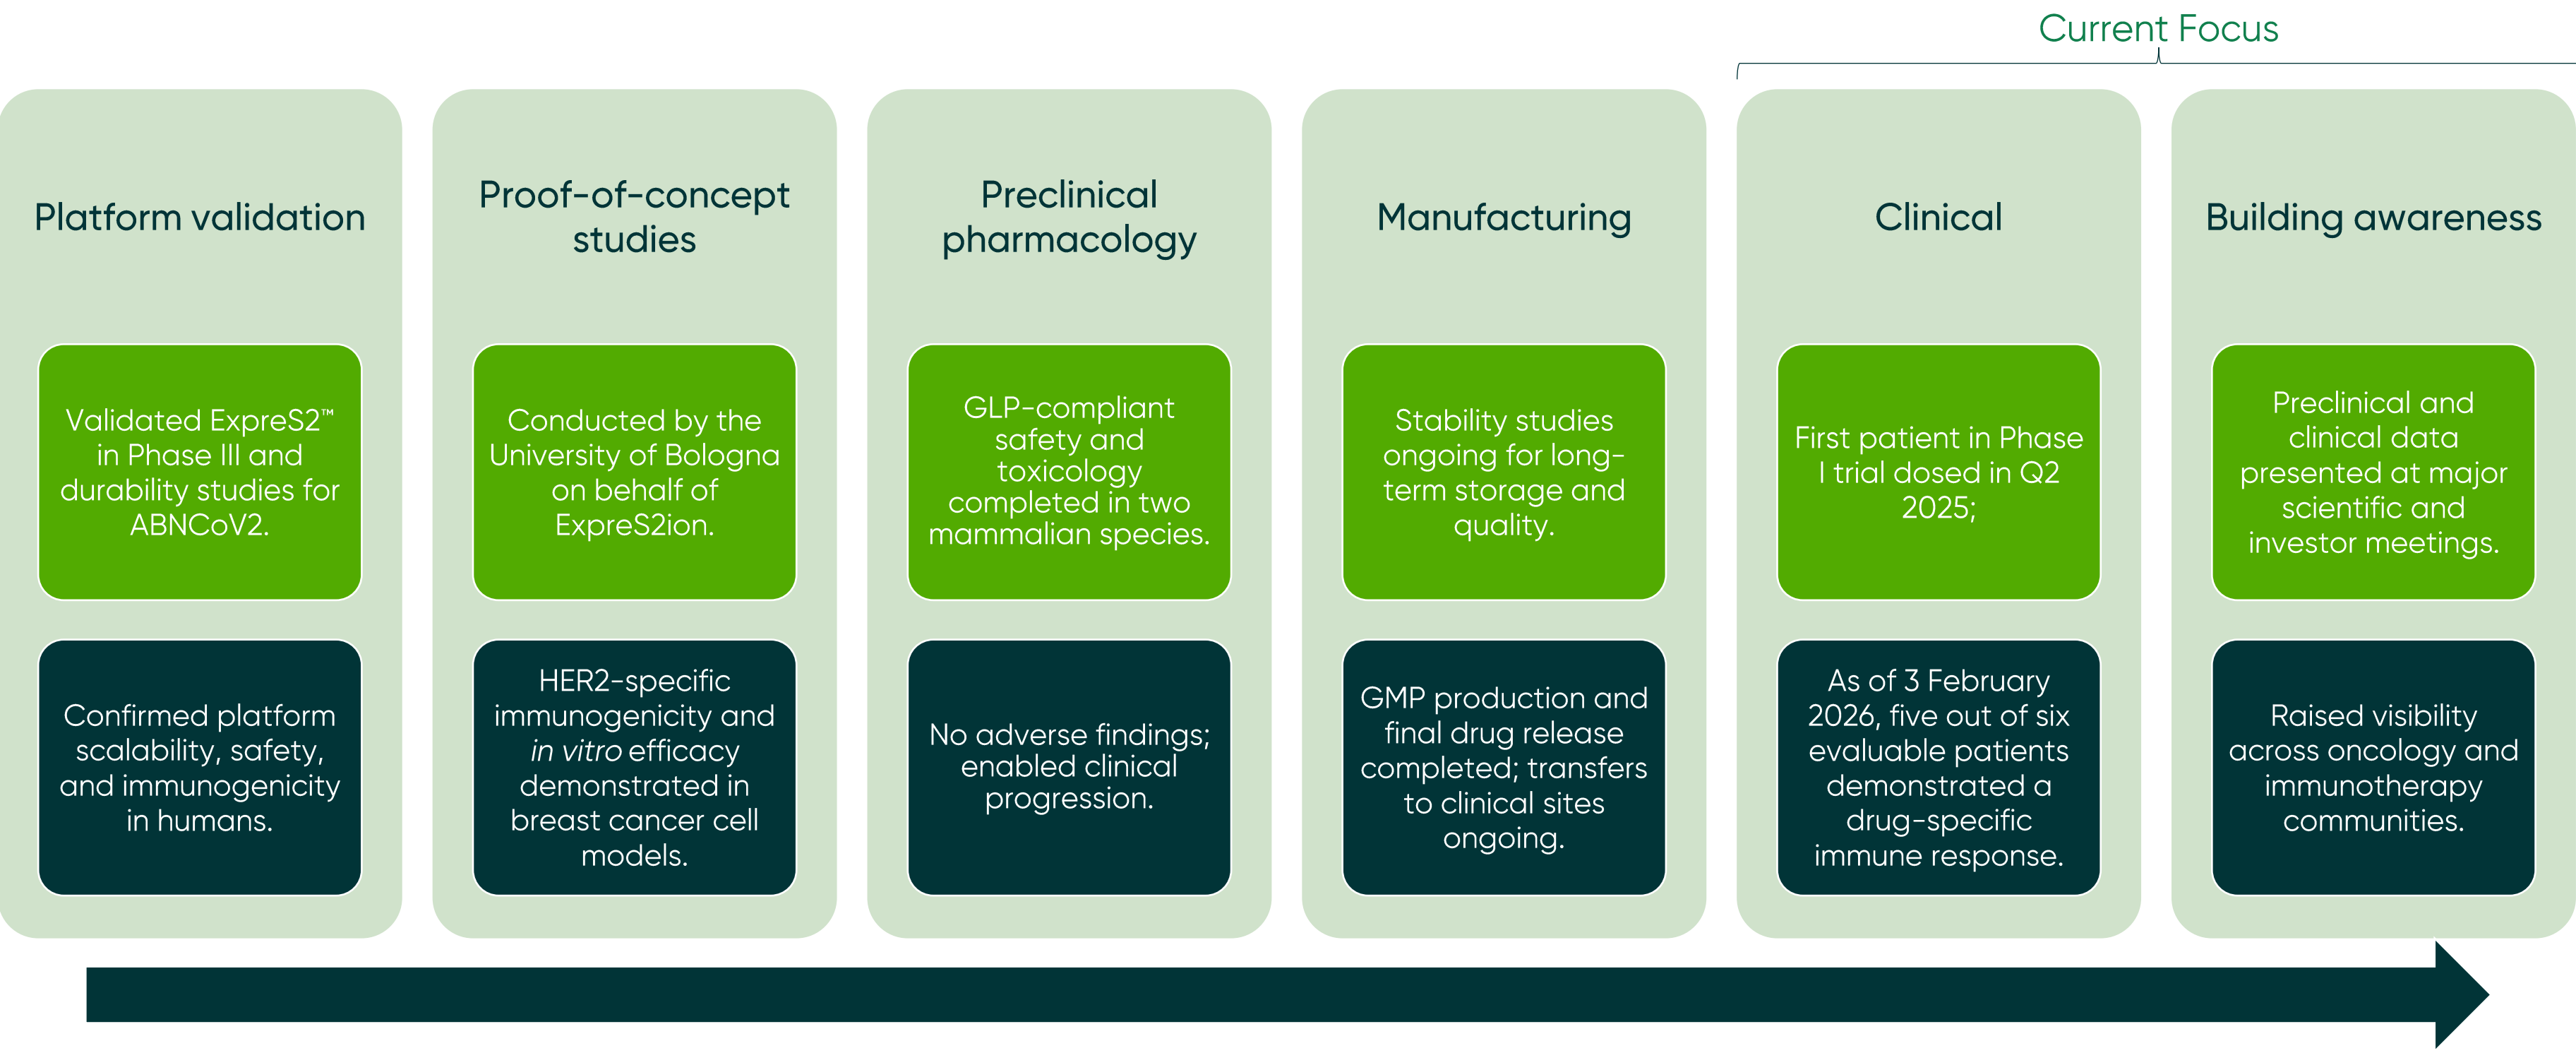 Current Focus
Platform validation
Validated ExpreS2™
in Phase III and
durability studies for
ABNCoV2.
Confirmed platform
scalability, safety,
and immunogenicity
in humans.
Proof-of-concept
studies
Conducted by the
University of Bologna
on behalf of
ExpreS2ion.
HER2-specific
immunogenicity and
in vitro efficacy
demonstrated in
breast cancer cell
models.
Preclinical
pharmacology
GLP-compliant
safety and
toxicology
completed in two
mammalian species.
No adverse findings;
enabled clinical
progression.
Manufacturing
Stability studies
ongoing for long-
term storage and
quality.
GMP production and
final drug release
completed; transfers
to clinical sites
ongoing.
Clinical
First patient in Phase
I trial dosed in Q2
2025;
As of 3 February
2026, five out of six
evaluable patients
demonstrated a
drug-specific
immune response.
Building awareness
Preclinical and
clinical data
presented at major
scientific and
investor meetings.
Raised visibility
across oncology and
immunotherapy
communities.